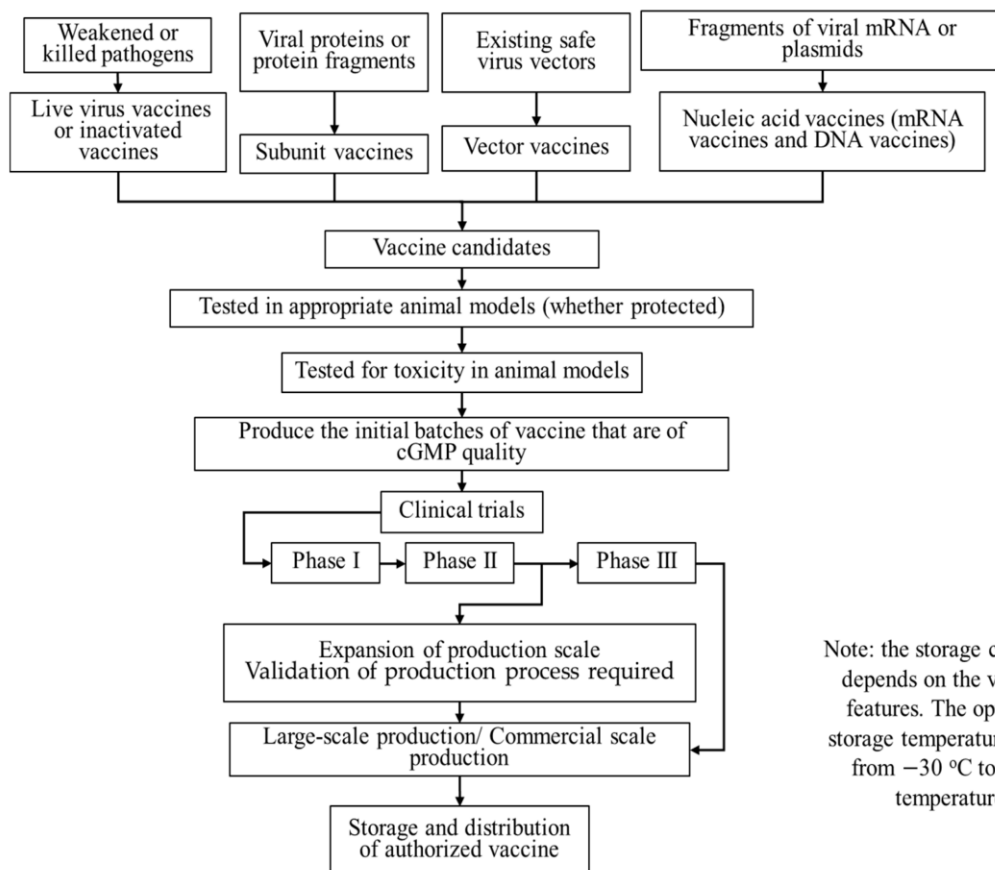 Weakened or
killed pathogens
Viral proteins or
protein fragments
Existing safe
virus vectors
Fragments of viral mRNA or
plasmids
Live virus vaccines
or inactivated
vaccines
Subunit vaccines
Vector vaccines
Nucleic acid vaccines (mRNA
vaccines and DNA vaccines)
Vaccine candidates
Tested in appropriate animal models (whether protected)
Tested for toxicity in animal models
Produce the initial batches of vaccine that are of
cGMP quality
Clinical trials
Phase I
Phase II
Phase III
Expansion of production scale
Validation of production process required
Large-scale production/ Commercial scale
production
Storage and distribution
of authorized vaccine
Note: the storage
depends on the
features. The
storage
from −30 °C to